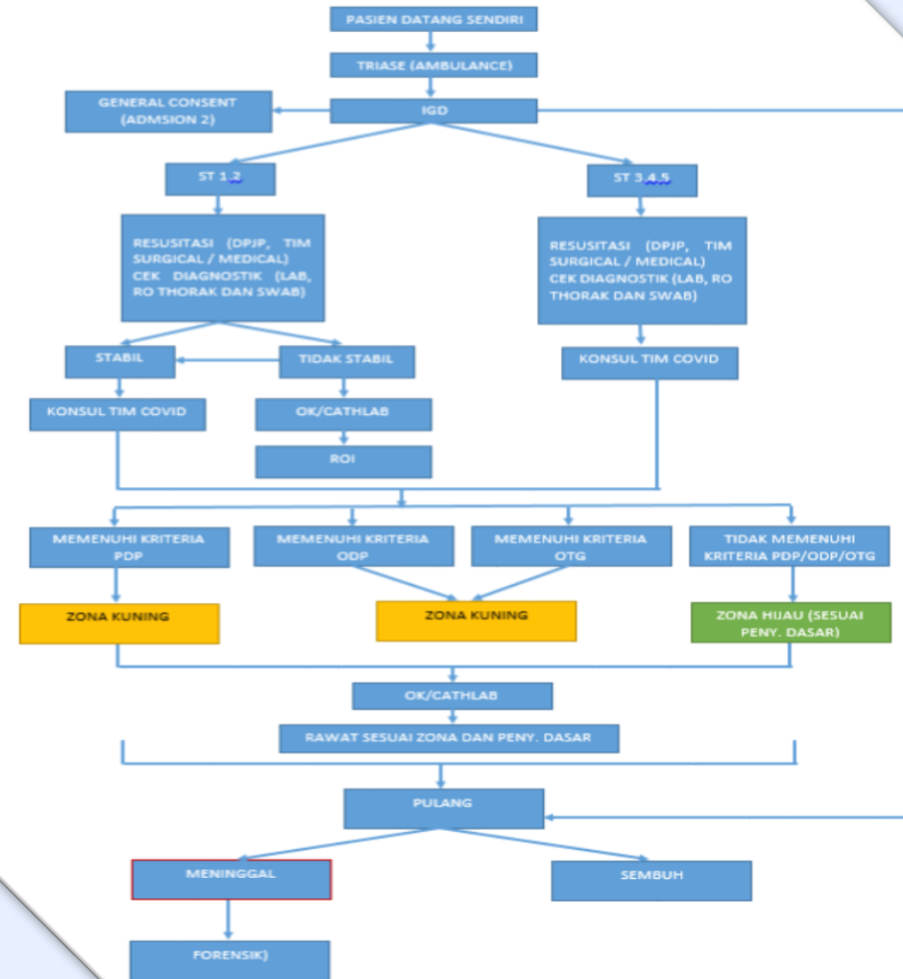 PASIEN DATANG SENDIRI
TRIASE (AMBULANCE)
GENERAL CONSENT
(ADMSION 2)
IGD
ST 1.2
ST 3.4.5
RESUSITASI (DPJP, TIM
SURGICAL / MEDICAL)
CEK DIAGNOSTIK (LAB,
RO THORAK DAN SWAB)
RESUSITASI (DPJP, TIM
SURGICAL / MEDICAL)
CEK DIAGNOSTIK (LAB, RO
THORAK DAN SWAB)
STABIL
TIDAK STABIL
KONSUL TIM COVID
KONSUL TIM COVID
OK/CATHLAB
ROI
MEMENUHI KRITERIA
PDP
MEMENUHI KRITERIA
ODP
MEMENUHI KRITERIA
OTG
TIDAK MEMENUHI
KRITERIA PDP/ODP/OTG
ZONA KUNING
ZONA KUNING
ZONA HIJAU (SESUAI
PENY. DASAR)
OK/CATHLAB
RAWAT SESUAI ZONA DAN PENY. DASAR
PULANG
MENINGGAL
SEMBUH
FORENSIK)